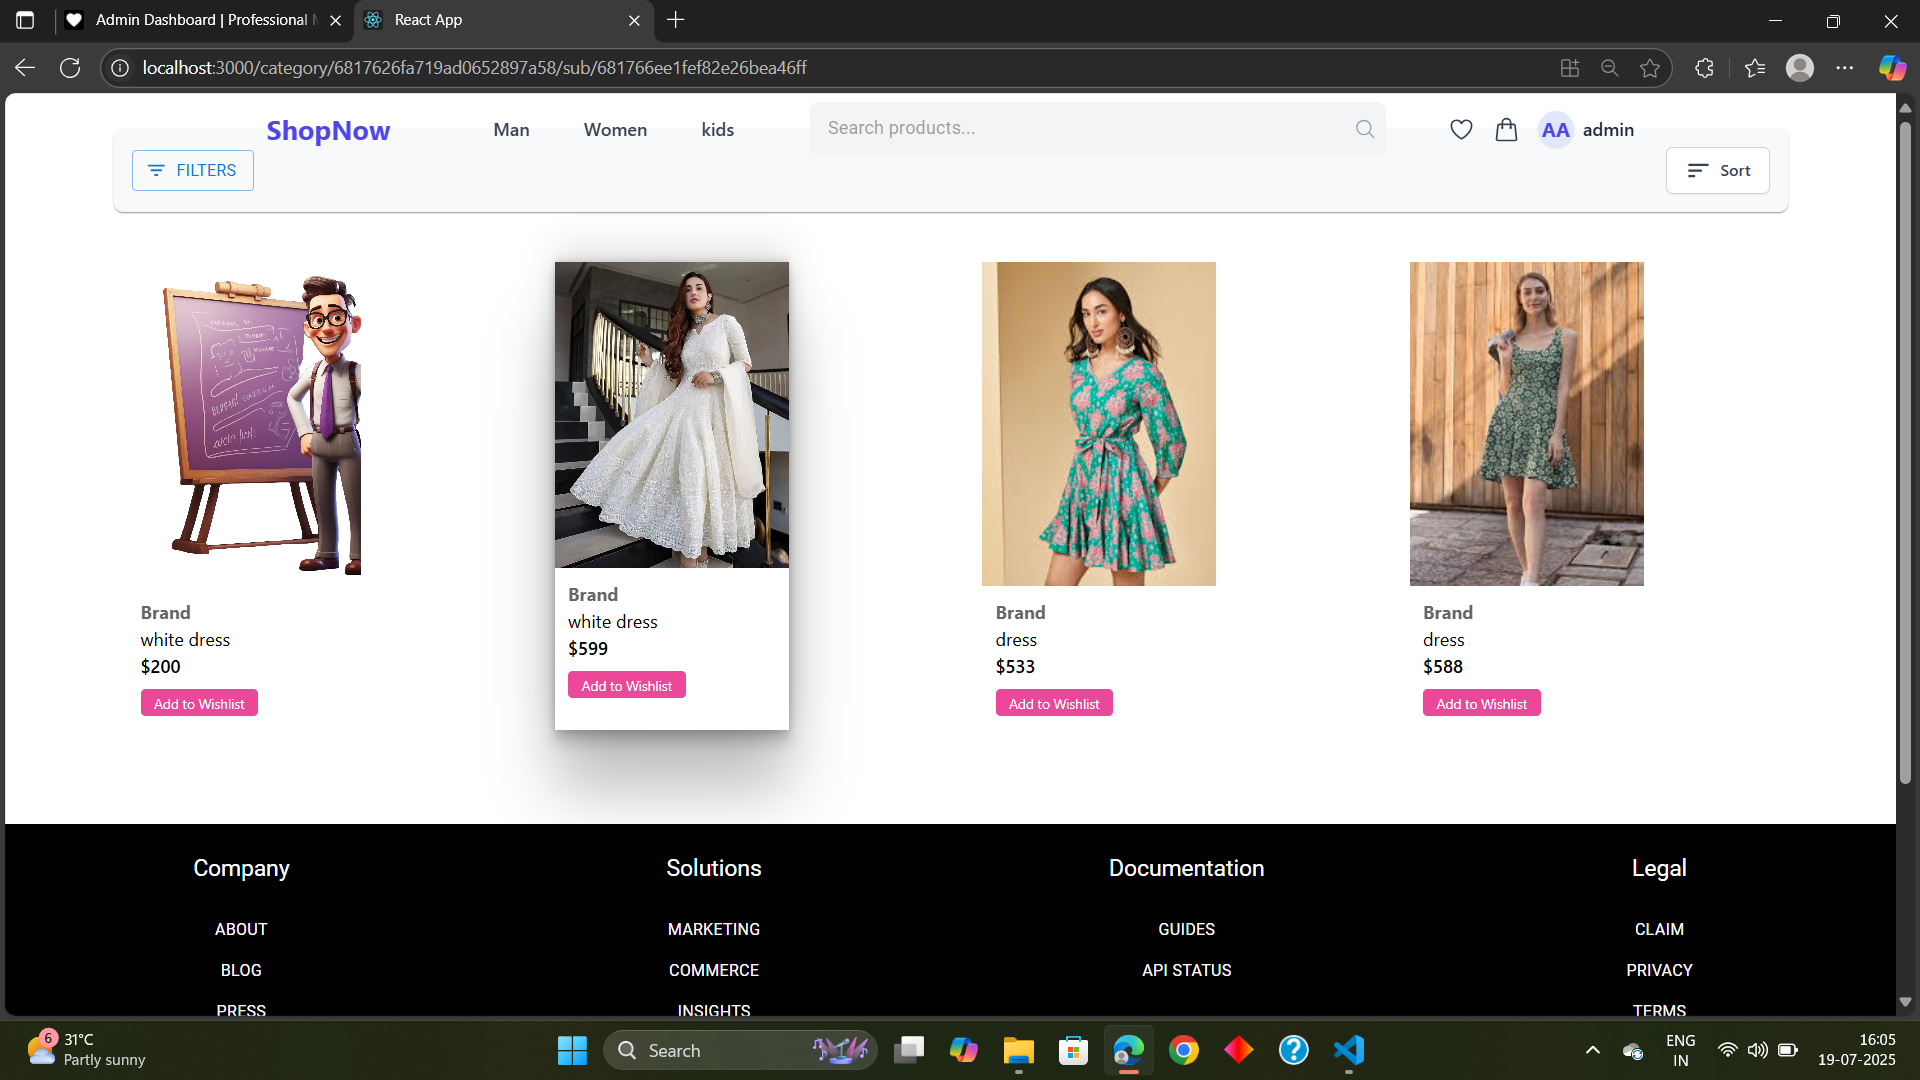 Admin Dashboard | Professional
React App
localhost:3000/category/6817626fa719ad0652897a58/sub/681766ee1fef82e26bea46ff
ShopNow
Man
Women
kids
Search products...
AA
admin
FILTERS
Sort
Brand
white dress
$200
Add to Wishlist
Brand
white dress
$599
Add to Wishlist
Brand
dress
$533
Add to Wishlist
Brand
dress
$588
Add to Wishlist
Company
ABOUT
BLOG
PRESS
Solutions
MARKETING
COMMERCE
INSIGHTS
Documentation
GUIDES
API STATUS
Legal
CLAIM
PRIVACY
TERMS
6
31°C
Partly sunny
Search
ENG
IN
16:05
19-07-2025